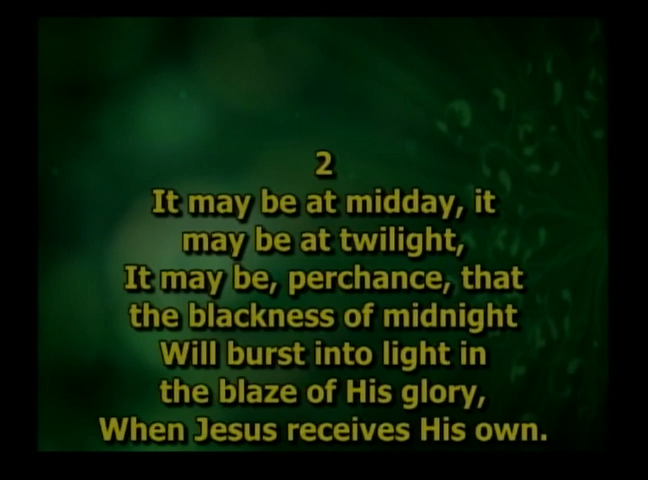 2
It may be at midday, it
may be at twilight,
It may be, perchance, that
the blackness of midnight
Will burst into light in
the blaze of His glory,
When Jesus receives His own.